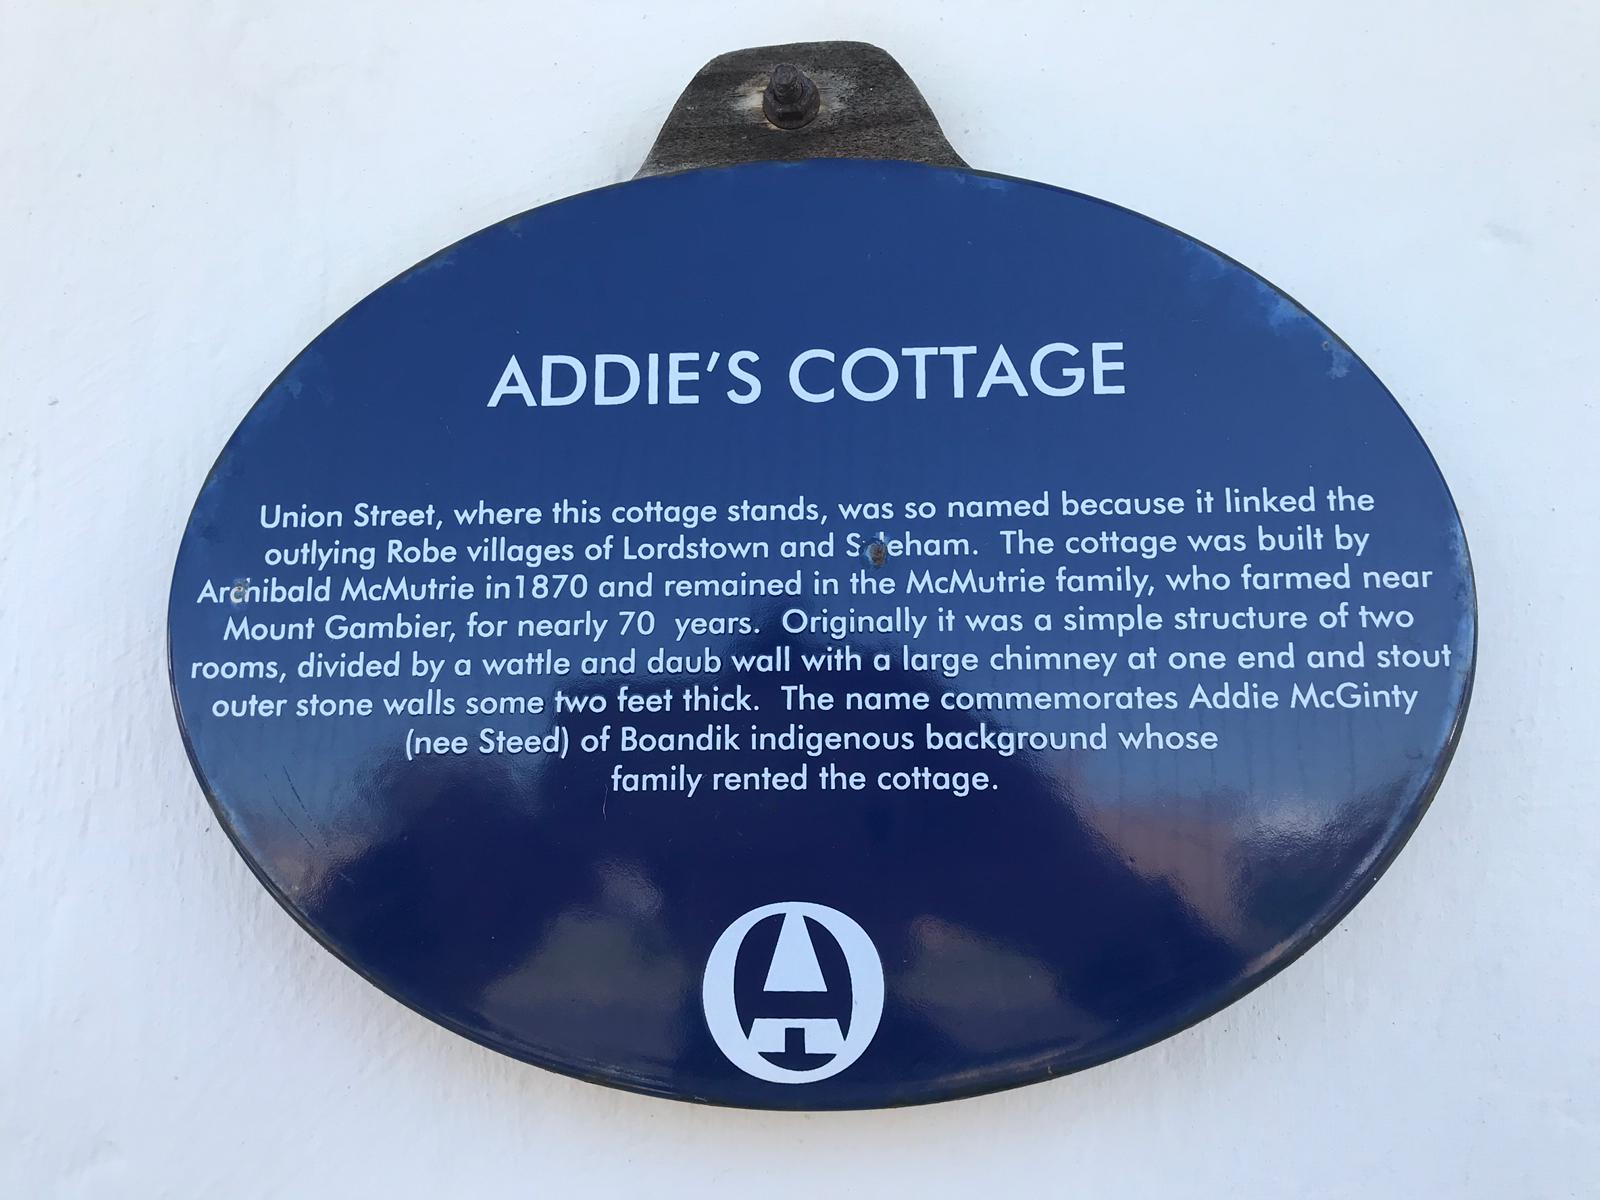 ADDIE'S COTTAGE
Union Street, where this cottage stands, was so named because it linked the
outlying Robe villages of Lordstown and The cottage was built by
Archibald McMutrie in1870 and remained in the McMutrie family, who farmed near
Mount Gambier, for nearly 70 years. Originally it was a simple structure of two
rooms, divided by a wattle and daub wall with a large chimney at one end and stout
outer stone walls some two feet thick. The name commemorates Addie McGinty
(nee Steed) of Boandik indigenous background whose
family rented the cottage.